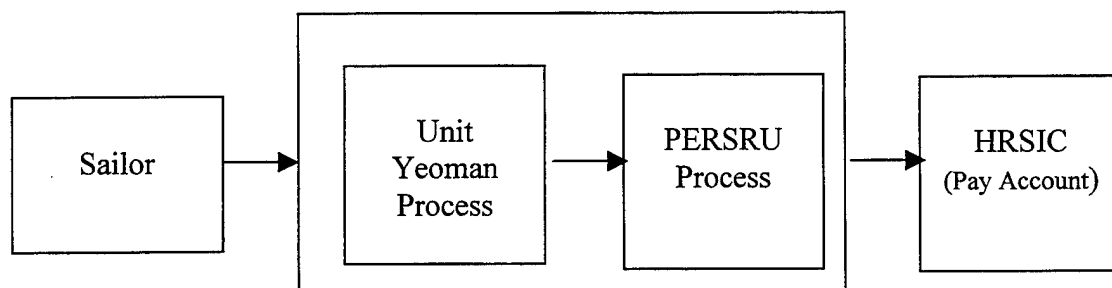 Sailor
Unit
Yeoman
Process
PERSRU
Process
HRSIC
(Pay Account)